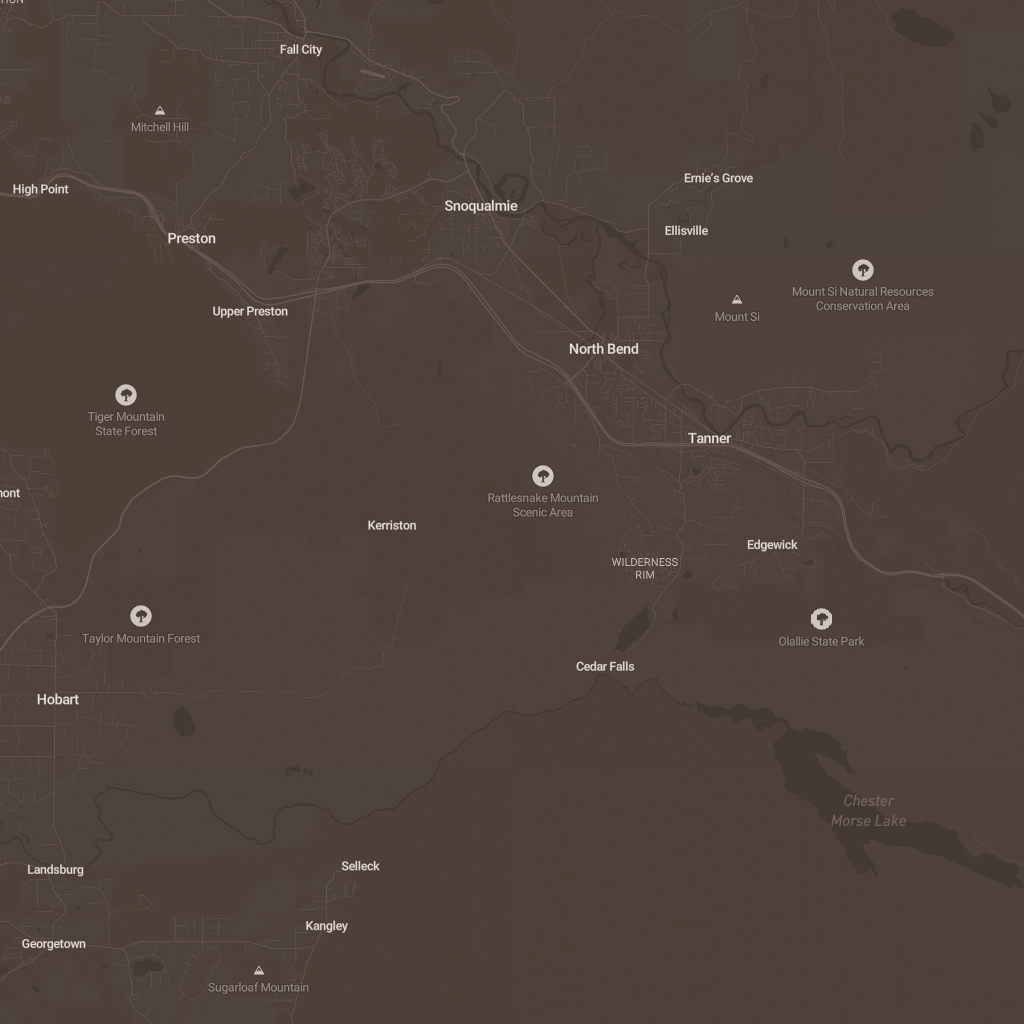 Fall City
Mitchell Hill
High Point
Ernie's Grove
Snoqualmie
Ellisville
Preston
Mount Si Natural Resources
Conservation Area
Upper Preston
Mount Si
North Bend
Tiger Mountain
State Forest
Tanner
Rattlesnake Mountain
Scenic Area
Kerriston
Edgewick
WILDERNESS
RIM
Taylor Mountain Forest
Olallie State Park
Cedar Falls
Hobart
Chester
Morse Lake
Selleck
Landsburg
Kangley
Georgetown
Sugarloaf Mountain